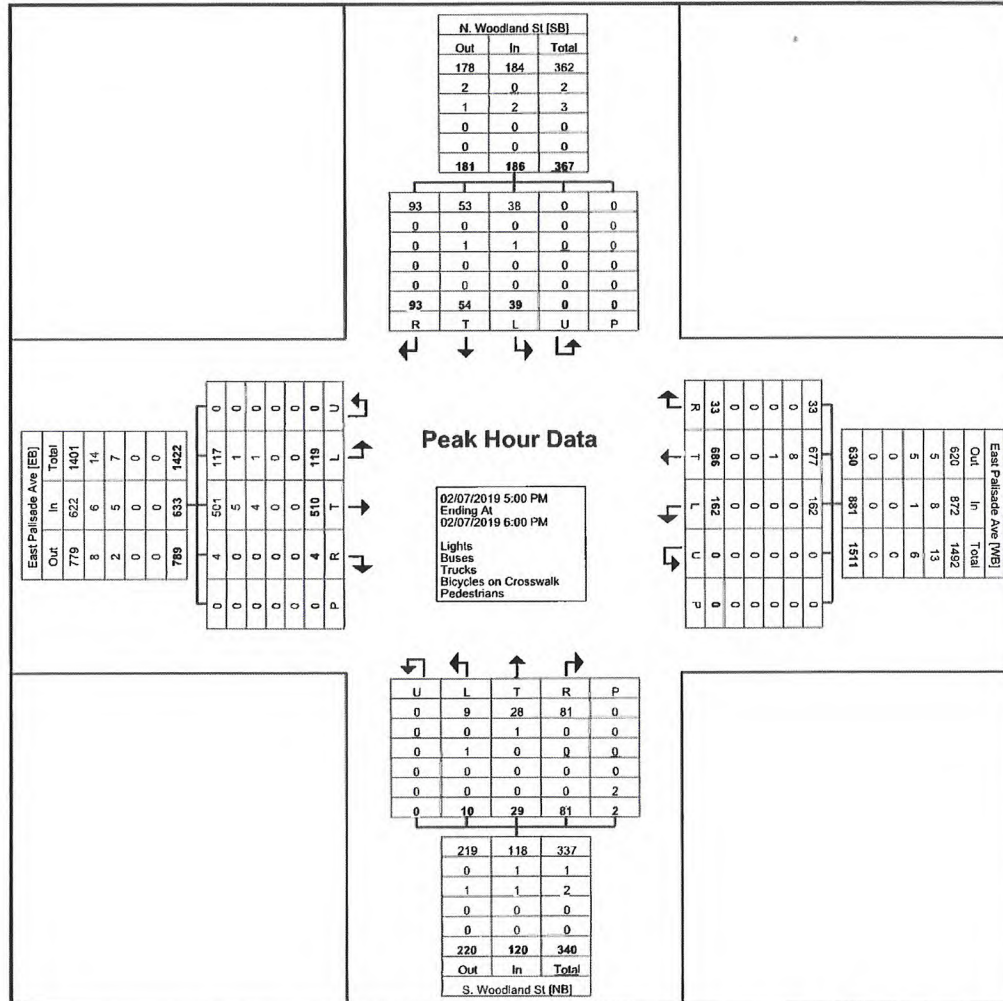 N. Woodland St [SB]
Out In Total
178 184 362
2 0 2
1 2 3
0 0 0
0 0 0
181 186 367
93 53 38 0 0
0 0 0 0 0
0 1 1 0 0
0 0 0 0 0
0 0 0 0 0
93 54 39 0 0
R T L U P
East Palisade Ave [EB]
Total In Out
1401 622 779
14 6 8
7 5 2
0 0 0
0 0 0
1422 633 789
0 117 501 4 0
0 1 5 0 0
0 1 4 0 0
0 0 0 0 0
0 0 0 0 0
0 119 510 4 0
U L T R P
Peak Hour Data
02/07/2019 5:00 PM
Ending At
02/07/2019 6:00 PM
Lights
Buses
Trucks
Bicycles on Crosswalk
Pedestrians
R T L U P
33 686 162 0 0
0 0 0 0 0
0 0 0 0 0
0 1 0 0 0
0 8 0 0 0
33 677 162 0 0
East Palisade Ave [WB]
Out In Total
620 872 1492
5 8 13
5 1 6
0 0 0
0 0 0
630 881 1511
U L T R P
0 9 28 81 0
0 0 1 0 0
0 1 0 0 0
0 0 0 0 0
0 0 0 0 2
0 10 29 81 2
219 118 337
0 1 1
1 1 2
0 0 0
0 0 0
220 120 340
Out In Total
S. Woodland St [NB]